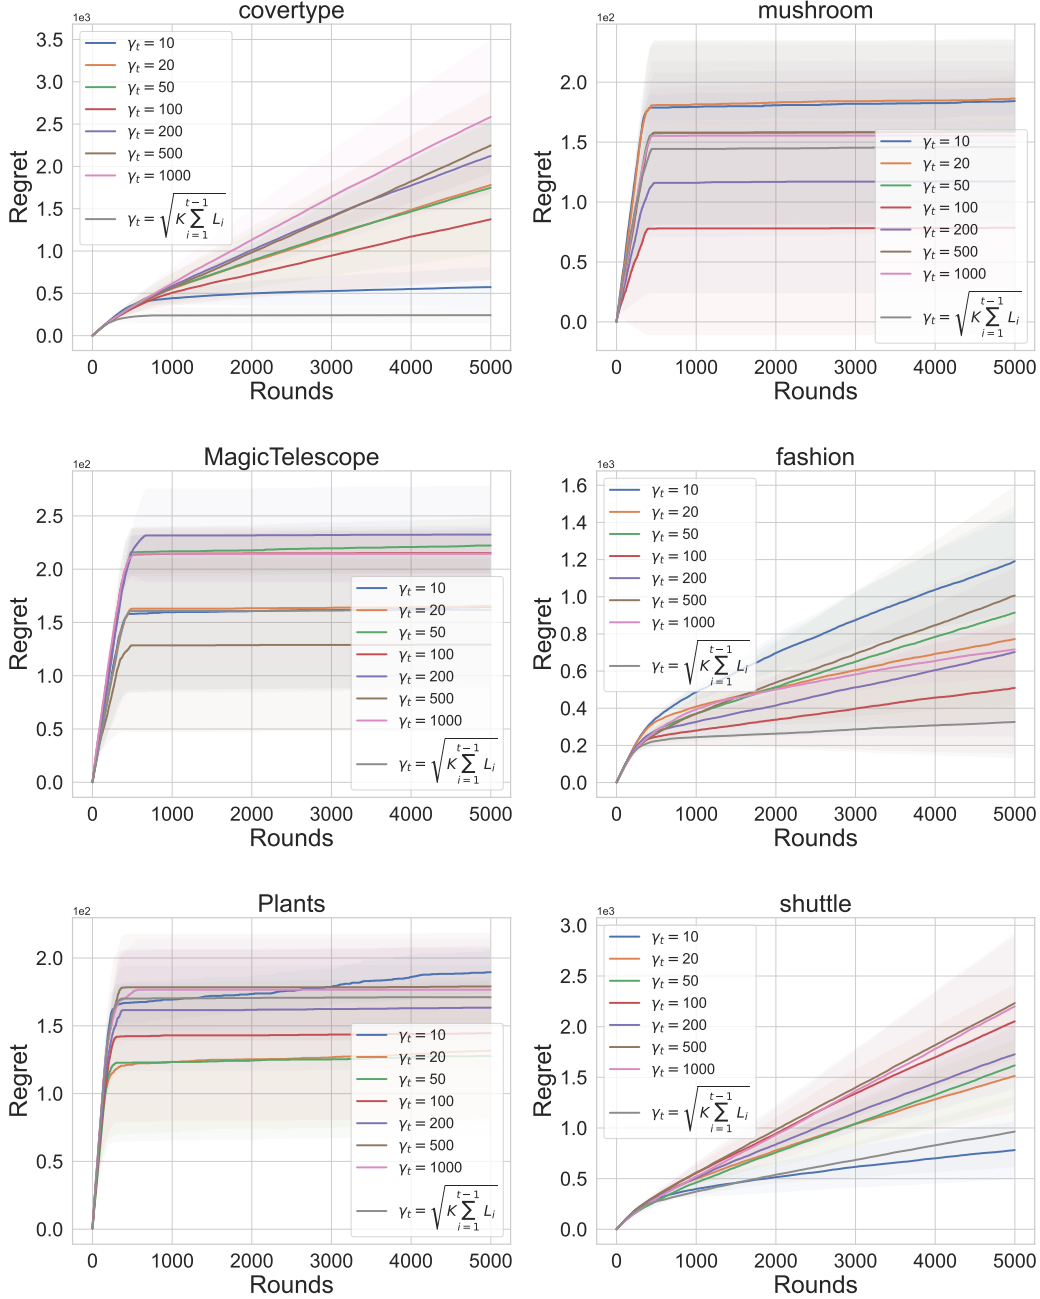 covertype
1e3
3.5
3.0
2.5
2.0
1.5
1.0
0.5
0.0
Regret
γt = 10
γt = 20
γt = 50
γt = 100
γt = 200
γt = 500
γt = 1000
γt = √(K ∑_{i=1}^{t−1} Li)
0 1000 2000 3000 4000 5000
Rounds
mushroom
1e2
2.0
1.5
1.0
0.5
0.0
Regret
γt = 10
γt = 20
γt = 50
γt = 100
γt = 200
γt = 500
γt = 1000
γt = √(K ∑_{i=1}^{t−1} Li)
0 1000 2000 3000 4000 5000
Rounds
MagicTelescope
1e2
2.5
2.0
1.5
1.0
0.5
0.0
Regret
γt = 10
γt = 20
γt = 50
γt = 100
γt = 200
γt = 500
γt = 1000
γt = √(K ∑_{i=1}^{t−1} Li)
0 1000 2000 3000 4000 5000
Rounds
fashion
1e3
1.6
1.4
1.2
1.0
0.8
0.6
0.4
0.2
0.0
Regret
γt = 10
γt = 20
γt = 50
γt = 100
γt = 200
γt = 500
γt = 1000
γt = √(K ∑_{i=1}^{t−1} Li)
0 1000 2000 3000 4000 5000
Rounds
Plants
1e2
2.0
1.5
1.0
0.5
0.0
Regret
γt = 10
γt = 20
γt = 50
γt = 100
γt = 200
γt = 500
γt = 1000
γt = √(K ∑_{i=1}^{t−1} Li)
0 1000 2000 3000 4000 5000
Rounds
shuttle
1e3
3.0
2.5
2.0
1.5
1.0
0.5
0.0
Regret
γt = 10
γt = 20
γt = 50
γt = 100
γt = 200
γt = 500
γt = 1000
γt = √(K ∑_{i=1}^{t−1} Li)
0 1000 2000 3000 4000 5000
Rounds